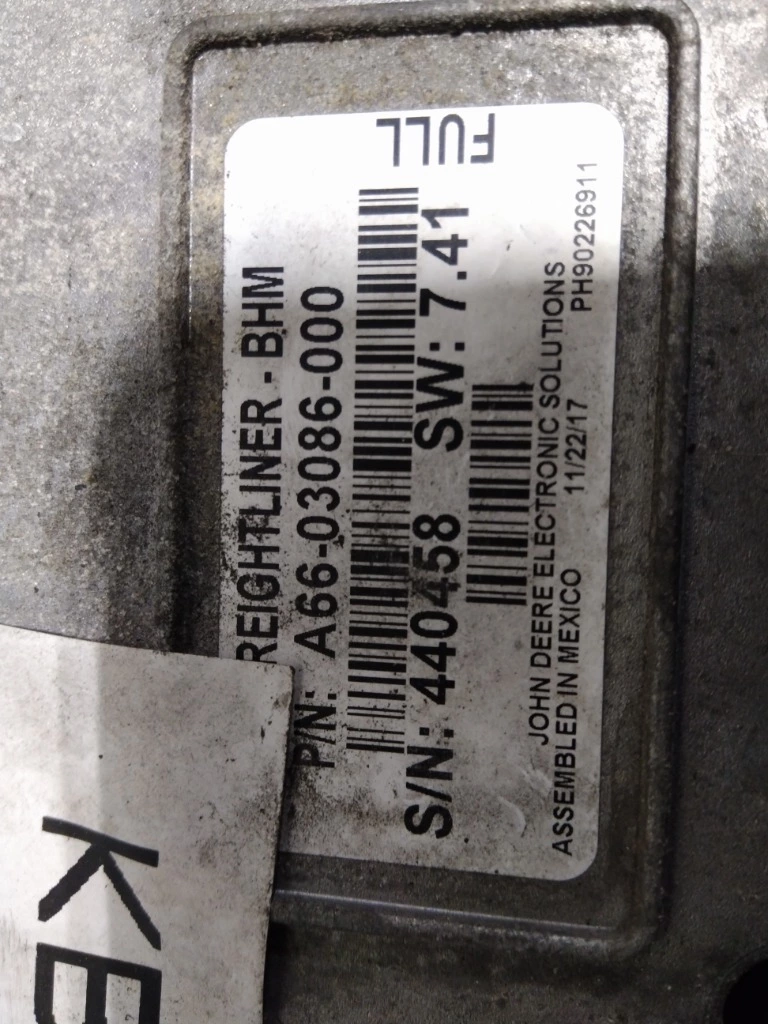 REIGHTLINER - BHM
P/N: A66-03086-000
S/N: 440458 SW: 7.41
JOHN DEERE ELECTRONIC SOLUTIONS
ASSEMBLED IN MEXICO 11/22/17 PH90226911
FULL
KE